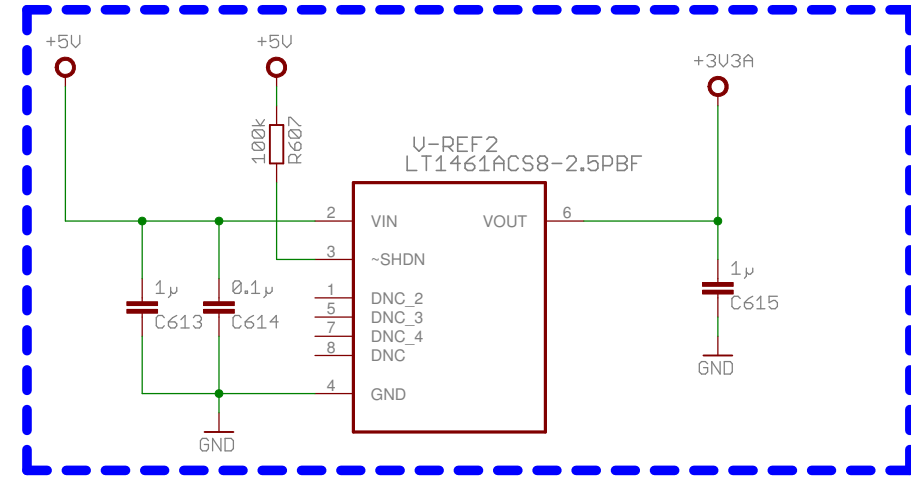 +5V
+5V
+3V3A
100k
R607
V-REF2
LT1461ACS8-2.5PBF
2
VIN
VOUT
6
3
~SHDN
1
DNC_2
5
DNC_3
7
DNC_4
8
DNC
4
GND
1µ
C613
0.1µ
C614
1µ
C615
GND
GND